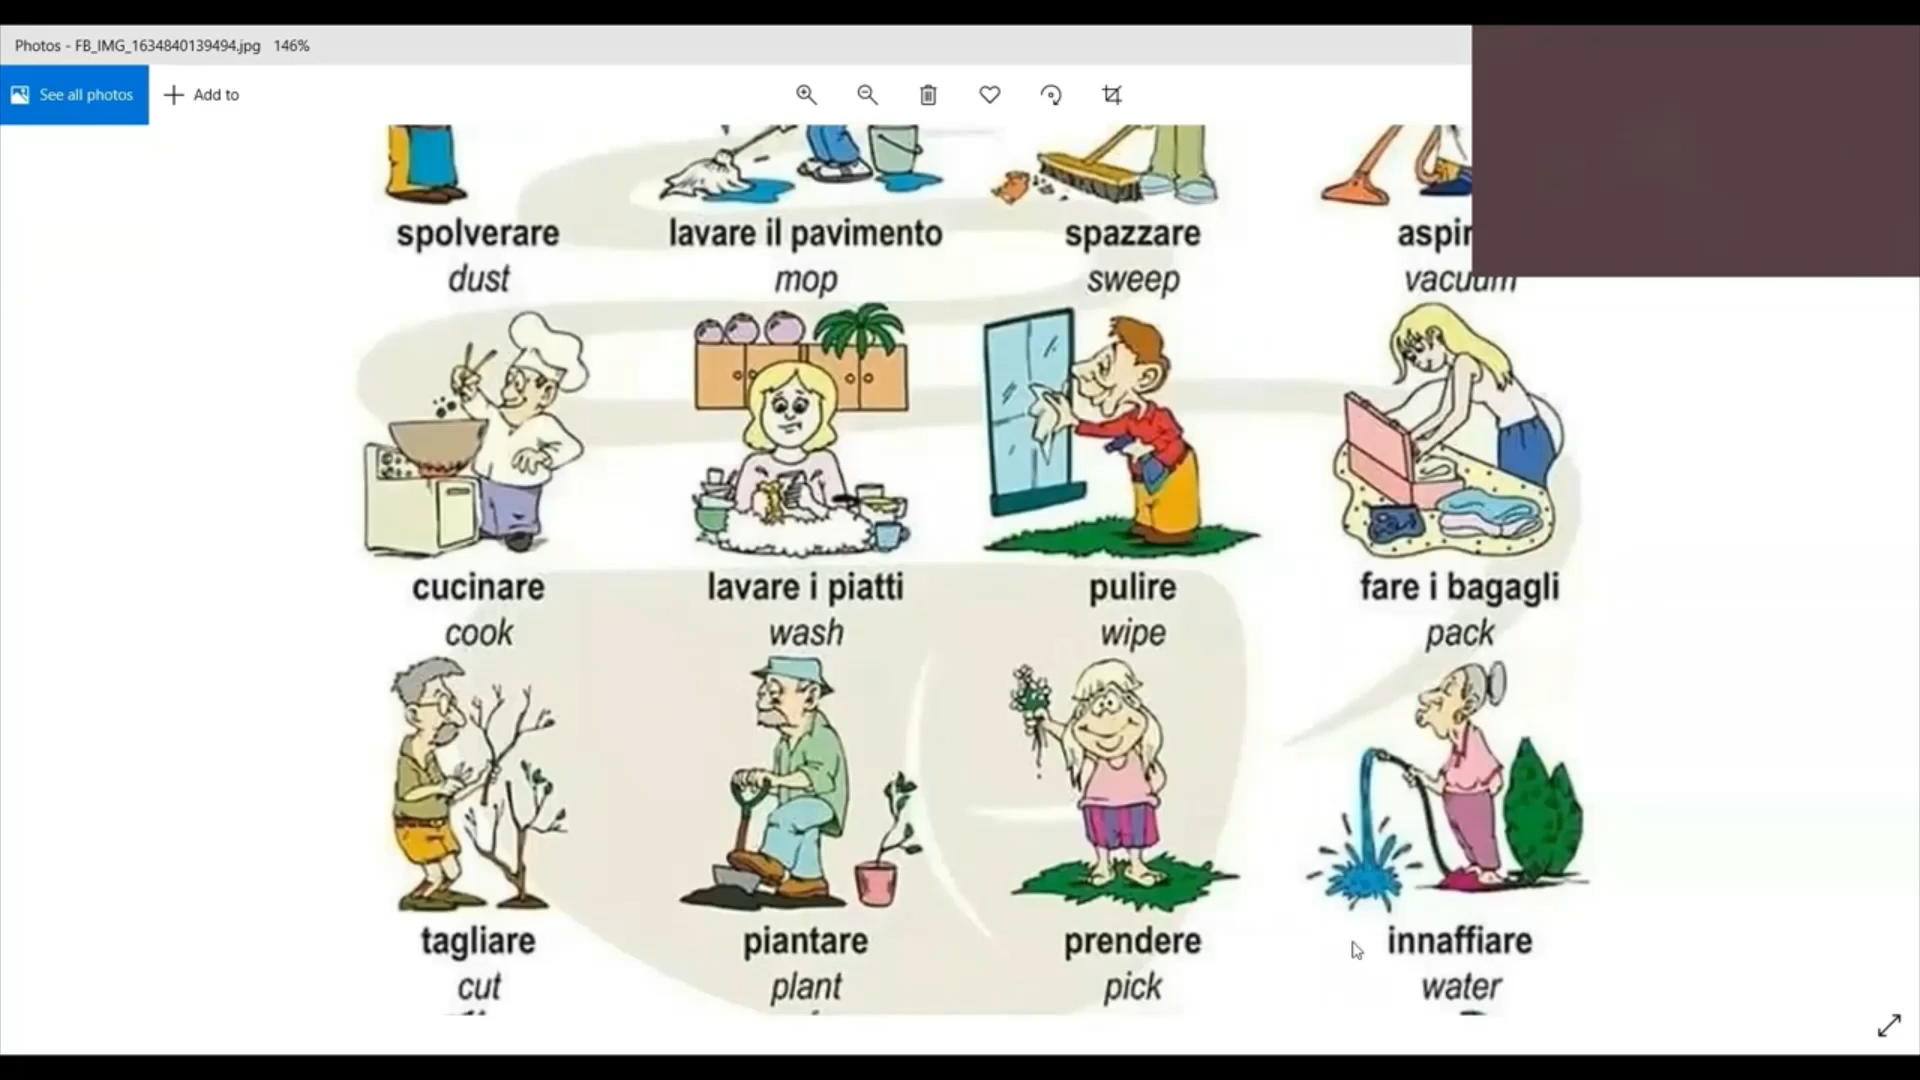 Photos - FB_IMG_1634840139494.jpg 146%
See all photos
Add to
spolverare
dust
lavare il pavimento
mop
spazzare
sweep
vacuum
cucinare
cook
lavare i piatti
wash
pulire
wipe
fare i bagagli
pack
tagliare
cut
piantare
plant
prendere
pick
innaffiare
water